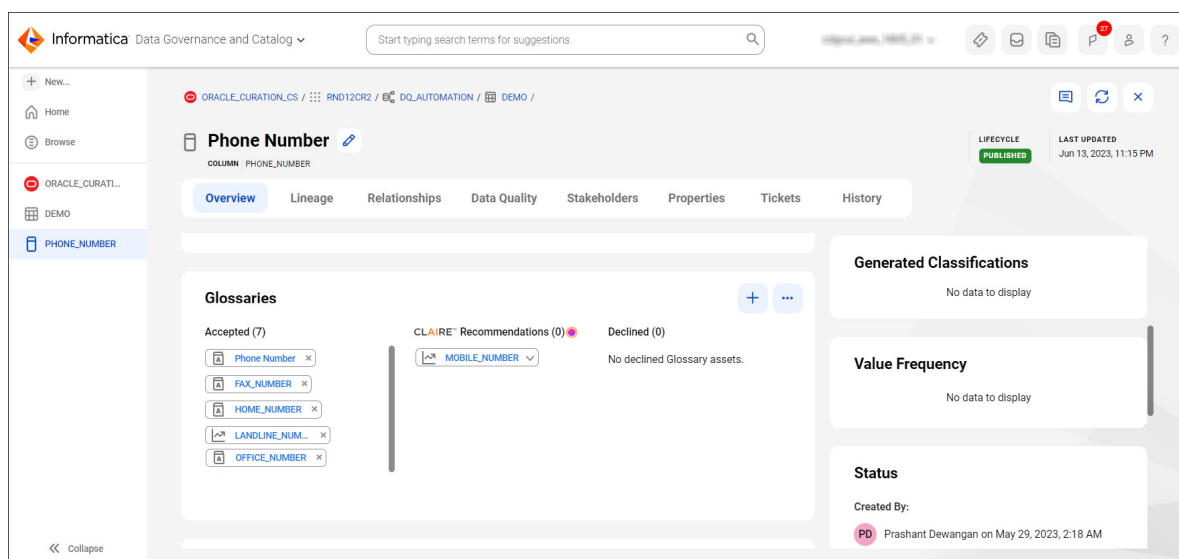 Informatica Data Governance and Catalog
Start typing search terms for suggestions.
27
?
New...
Home
Browse
ORACLE_CURATI...
DEMO
PHONE_NUMBER
Collapse
ORACLE_CURATION_CS / RND12CR2 / DQ_AUTOMATION / DEMO /
Phone Number
COLUMN PHONE_NUMBER
LIFECYCLE
PUBLISHED
LAST UPDATED
Jun 13, 2023, 11:15 PM
Overview Lineage Relationships Data Quality Stakeholders Properties Tickets History
Glossaries
Accepted (7)
Phone Number
FAX_NUMBER
HOME_NUMBER
LANDLINE_NUM...
OFFICE_NUMBER
CLAIRE™ Recommendations (0)
MOBILE_NUMBER
Declined (0)
No declined Glossary assets.
Generated Classifications
No data to display
Value Frequency
No data to display
Status
Created By:
PD Prashant Dewangan on May 29, 2023, 2:18 AM